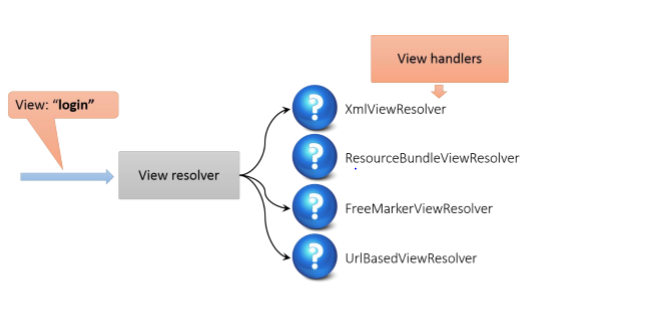 View handlers
View: “login”
XmlViewResolver
ResourceBundleViewResolver
View resolver
FreeMarkerViewResolver
UrlBasedViewResolver